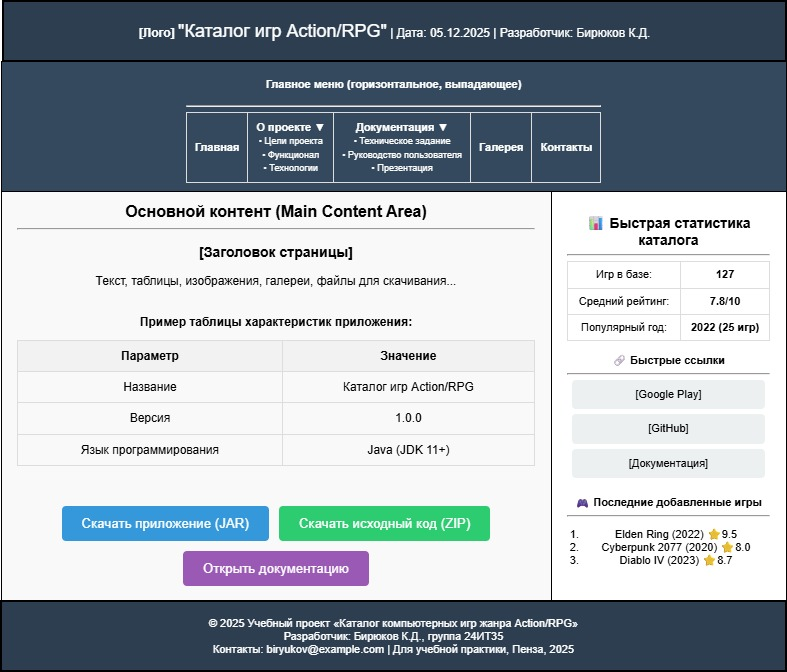 [Лого] "Каталог игр Action/RPG" | Дата: 05.12.2025 | Разработчик: Бирюков К.Д.
Главное меню (горизонтальное, выпадающее)
Главная
О проекте ▼
• Цели проекта
• Функционал
• Технологии
Документация ▼
• Техническое задание
• Руководство пользователя
• Презентация
Галерея
Контакты
Основной контент (Main Content Area)
[Заголовок страницы]
Текст, таблицы, изображения, галереи, файлы для скачивания...
Пример таблицы характеристик приложения:
Параметр Значение
Название Каталог игр Action/RPG
Версия 1.0.0
Язык программирования Java (JDK 11+)
Скачать приложение (JAR) Скачать исходный код (ZIP)
Открыть документацию
📊 Быстрая статистика
каталога
Игр в базе: 127
Средний рейтинг: 7.8/10
Популярный год: 2022 (25 игр)
🔗 Быстрые ссылки
[Google Play]
[GitHub]
[Документация]
🎮 Последние добавленные игры
1. Elden Ring (2022) ⭐ 9.5
2. Cyberpunk 2077 (2020) ⭐ 8.0
3. Diablo IV (2023) ⭐ 8.7
© 2025 Учебный проект «Каталог компьютерных игр жанра Action/RPG»
Разработчик: Бирюков К.Д., группа 24ИТ35
Контакты: biryukov@example.com | Для учебной практики, Пенза, 2025